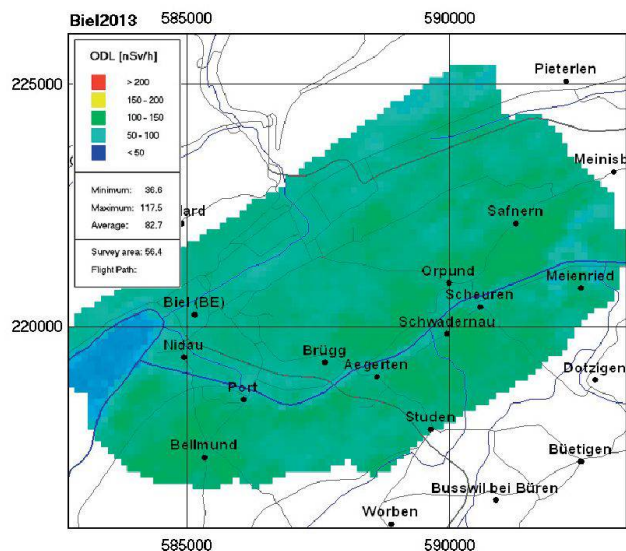 Biel2013
585000
590000
ODL [nSv/h]
> 200
150 - 200
100 - 150
50 - 100
< 50
Minimum: 36.6
Maximum: 117.5
Average: 82.7
Survey area: 56.4
Flight Path:
225000
Pieterlen
Meinisb
lard
Safnern
Orpund
Meienried
Scheuren
Biel (BE)
220000
Schwadernau
Nidau
Brügg
Aegerten
Dotzigen
Port
Studen
Bellmund
Büetigen
Busswil bei Büren
Worben
585000
590000